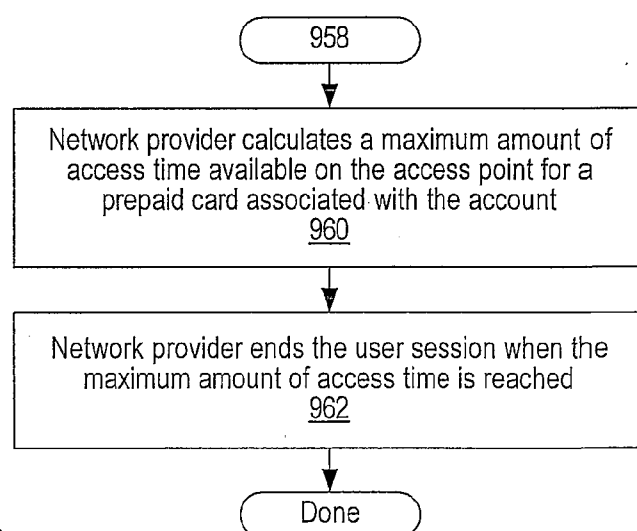 958
Network provider calculates a maximum amount of
access time available on the access point for a
prepaid card associated with the account
960
Network provider ends the user session when the
maximum amount of access time is reached
962
Done